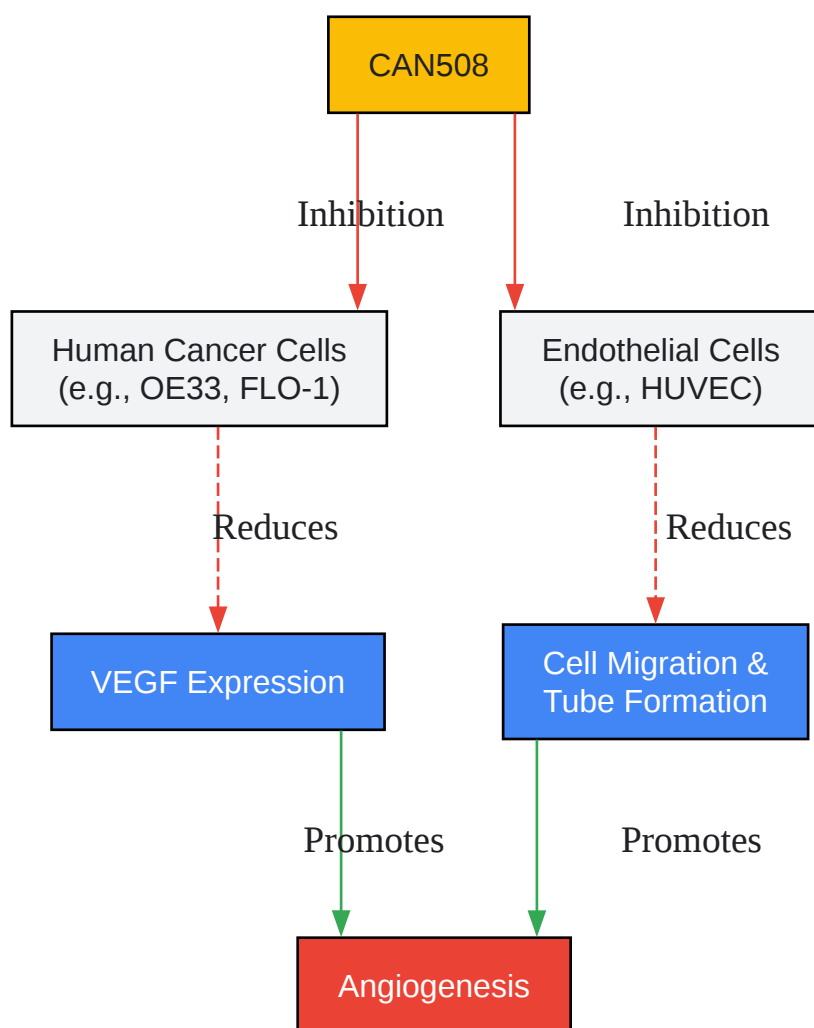 CAN508
Inhibition
Inhibition
Human Cancer Cells
(e.g., OE33, FLO-1)
Endothelial Cells
(e.g., HUVEC)
Reduces
Reduces
VEGF Expression
Cell Migration &
Tube Formation
Promotes
Promotes
Angiogenesis